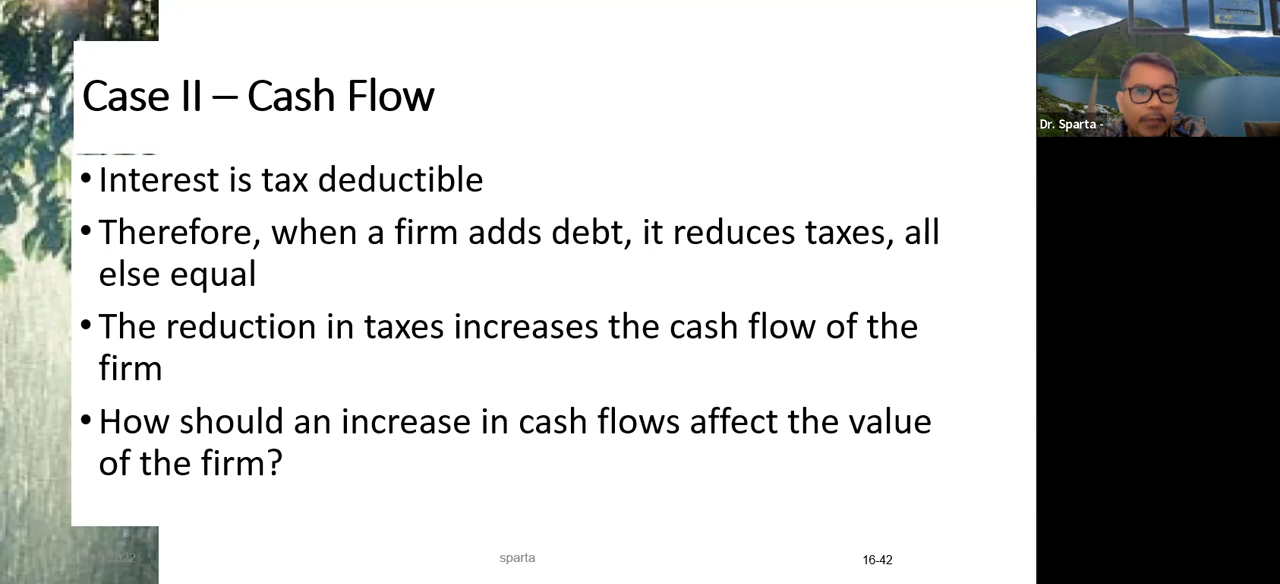 Case II – Cash Flow
• Interest is tax deductible
• Therefore, when a firm adds debt, it reduces taxes, all
else equal
• The reduction in taxes increases the cash flow of the
firm
• How should an increase in cash flows affect the value
of the firm?
sparta
16-42
Dr. Sparta -